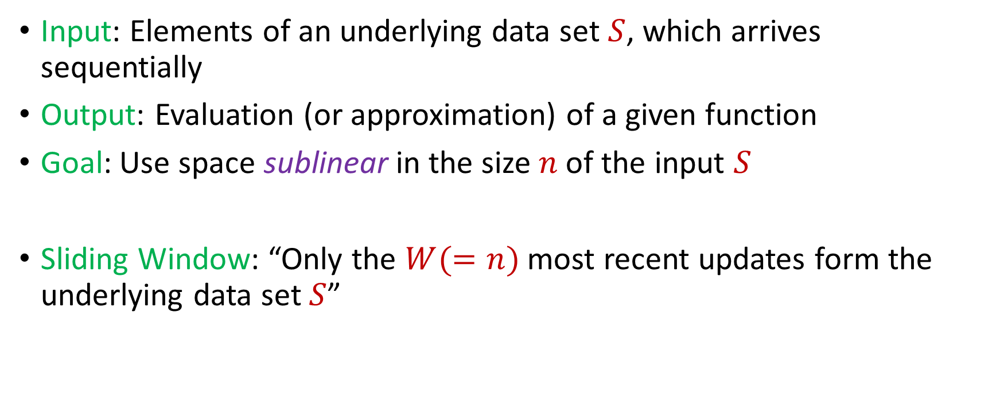 • Input: Elements of an underlying data set S, which arrives
sequentially
• Output: Evaluation (or approximation) of a given function
• Goal: Use space sublinear in the size n of the input S
• Sliding Window: “Only the W(= n) most recent updates form the
underlying data set S”